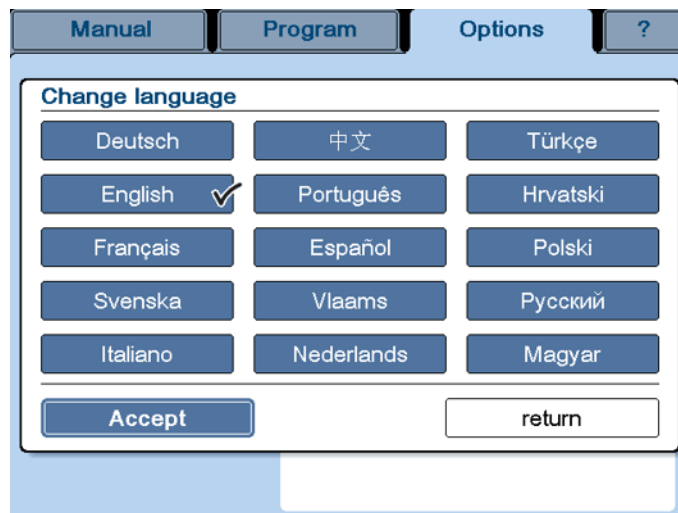 Manual Program Options ?
Change language
Deutsch 中文 Türkçe
English Português Hrvatski
Français Español Polski
Svenska Vlaams Русский
Italiano Nederlands Magyar
Accept return